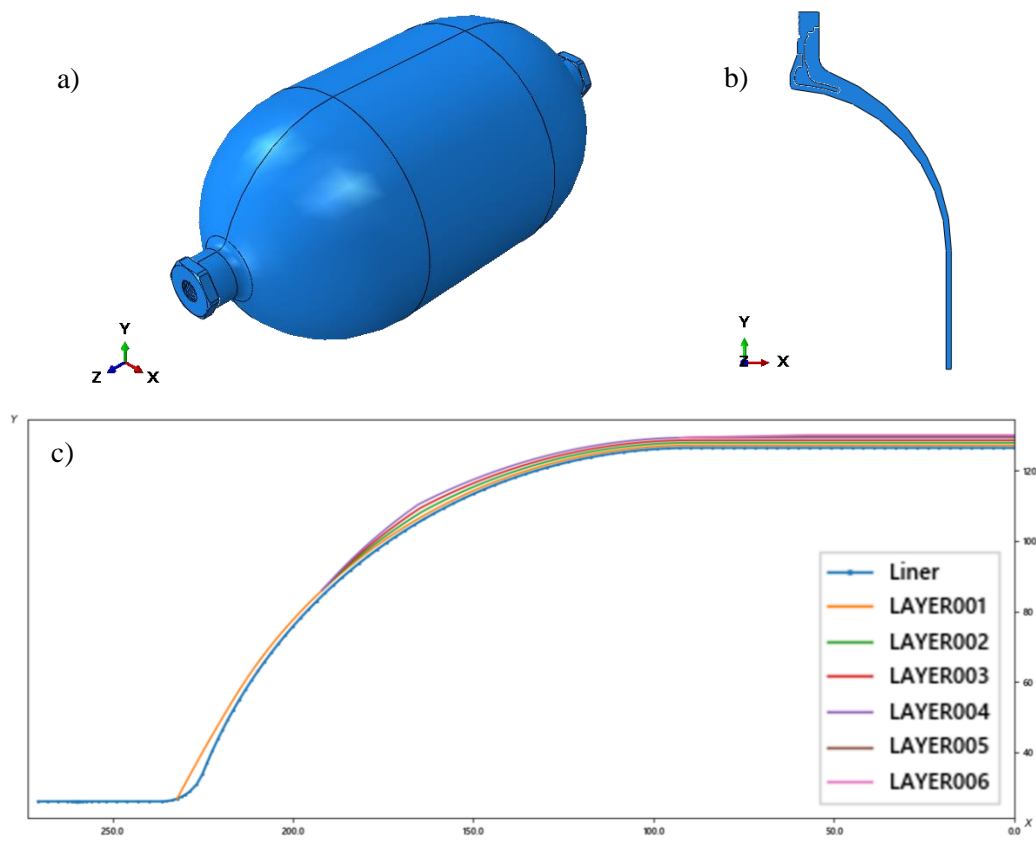 a)
b)
Y
Z
X
Y
Z
X
Y
c)
120
100
80
60
40
Liner
LAYER001
LAYER002
LAYER003
LAYER004
LAYER005
LAYER006
250.0
200.0
150.0
100.0
50.0
0.0
X